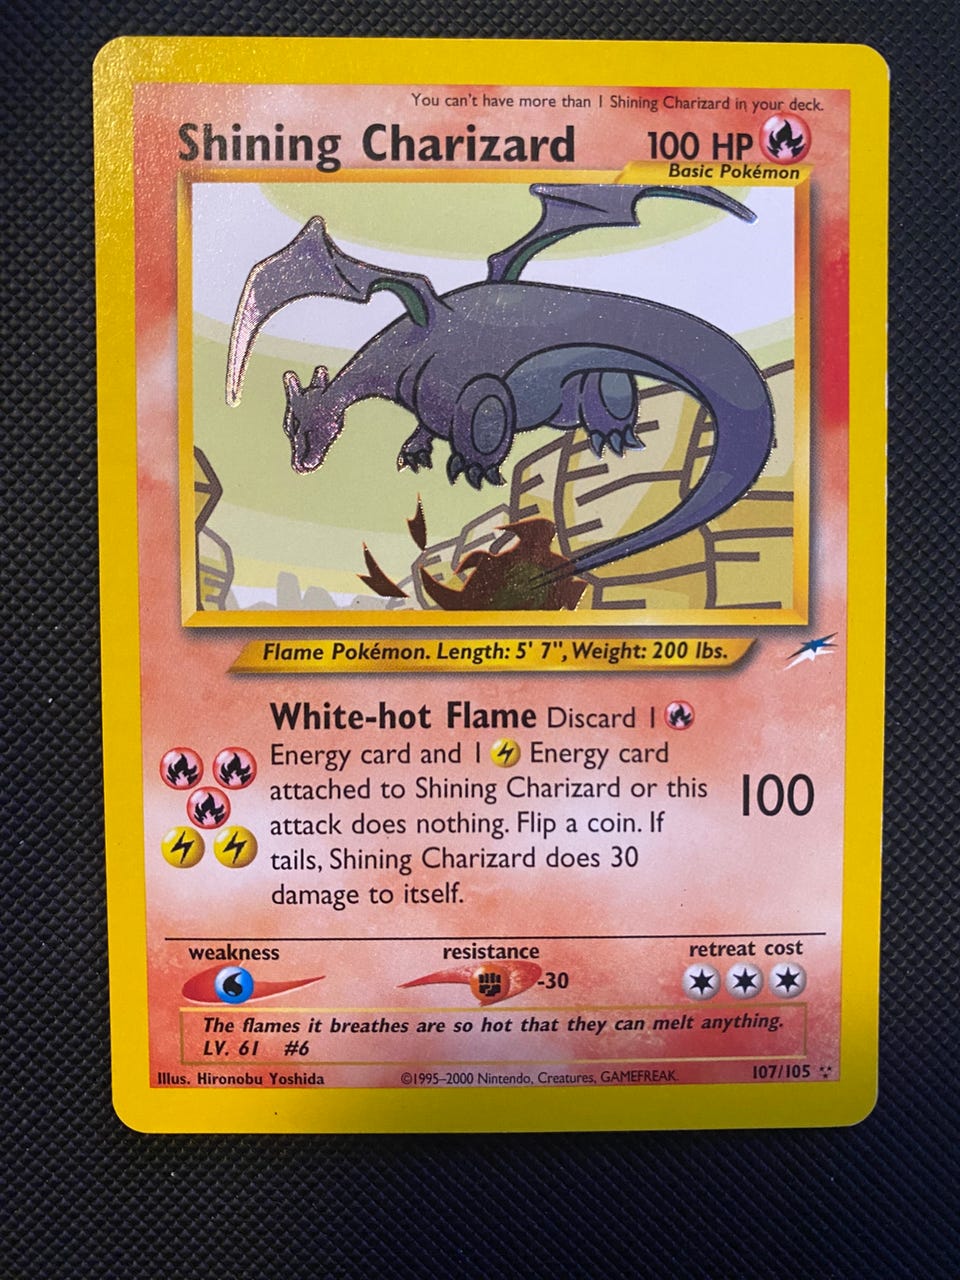 You can't have more than 1 Shining Charizard in your deck.
Shining Charizard 100 HP
Basic Pokémon
Flame Pokémon. Length: 5' 7", Weight: 200 lbs.
White-hot Flame Discard 1
Energy card and 1 Energy card
attached to Shining Charizard or this
attack does nothing. Flip a coin. If
tails, Shining Charizard does 30
damage to itself.
100
weakness resistance retreat cost
-30
The flames it breathes are so hot that they can melt anything.
LV. 61 #6
Illus. Hironobu Yoshida ©1995–2000 Nintendo, Creatures, GAMEFREAK. 107/105